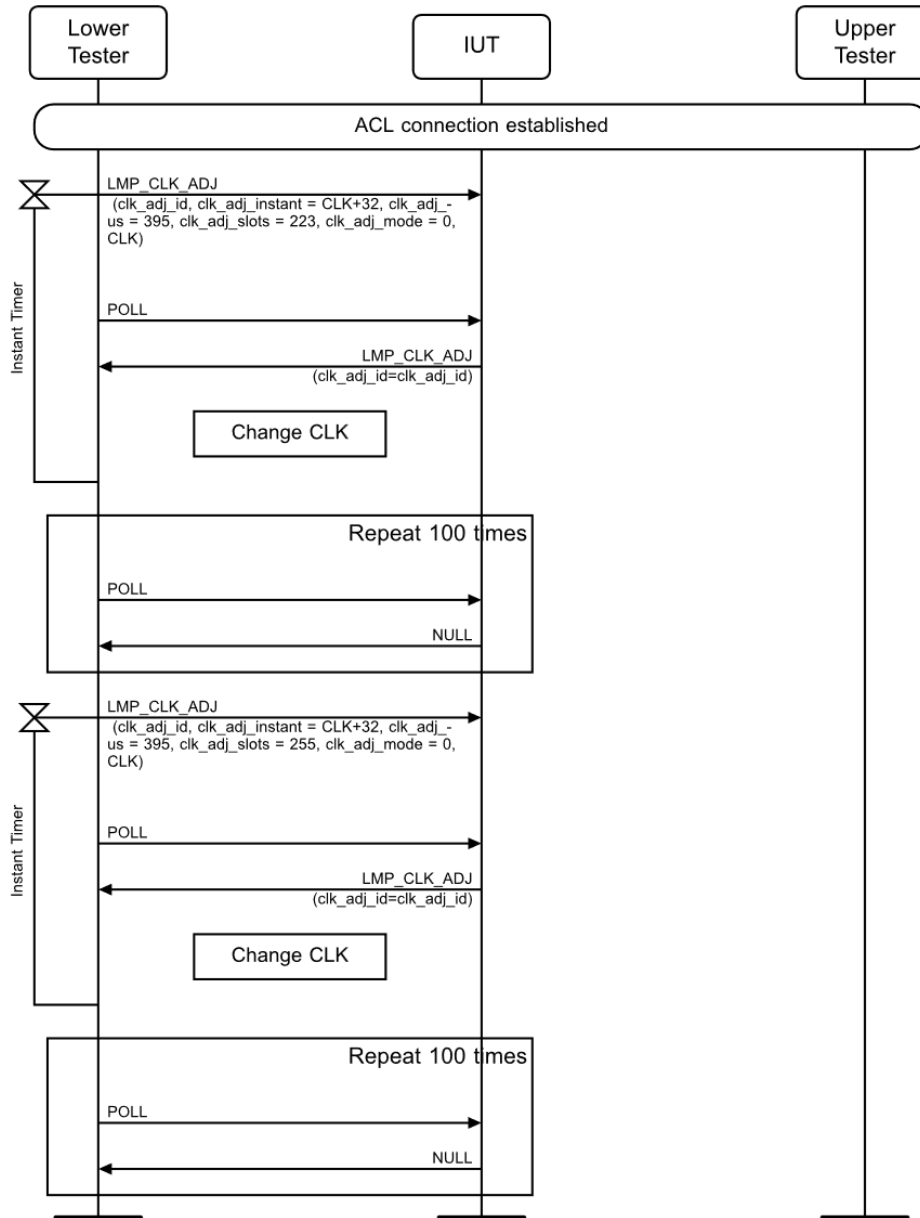 Lower
Tester
IUT
Upper
Tester
ACL connection established
LMP_CLK_ADJ
(clk_adj_id, clk_adj_instant = CLK+32, clk_adj_-
us = 395, clk_adj_slots = 223, clk_adj_mode = 0,
CLK)
Instant Timer
POLL
LMP_CLK_ADJ
(clk_adj_id=clk_adj_id)
Change CLK
Repeat 100 times
POLL
NULL
LMP_CLK_ADJ
(clk_adj_id, clk_adj_instant = CLK+32, clk_adj_-
us = 395, clk_adj_slots = 255, clk_adj_mode = 0,
CLK)
Instant Timer
POLL
LMP_CLK_ADJ
(clk_adj_id=clk_adj_id)
Change CLK
Repeat 100 times
POLL
NULL